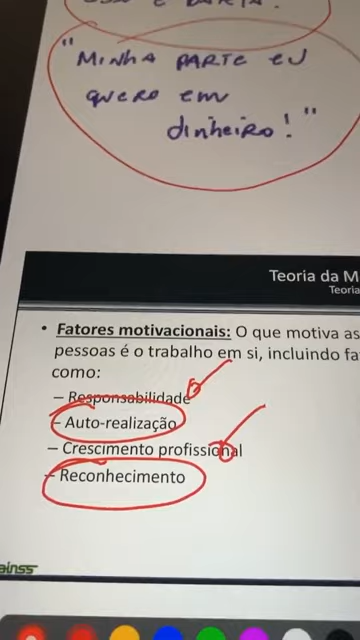 "MINHA PARTE EU
QUERO EM
dinheiro!"
Teoria da M
Teoria
• Fatores motivacionais: O que motiva as
pessoas é o trabalho em si, incluindo fa
como:
– Responsabilidade
– Auto-realização
– Crescimento profissional
– Reconhecimento
ainss